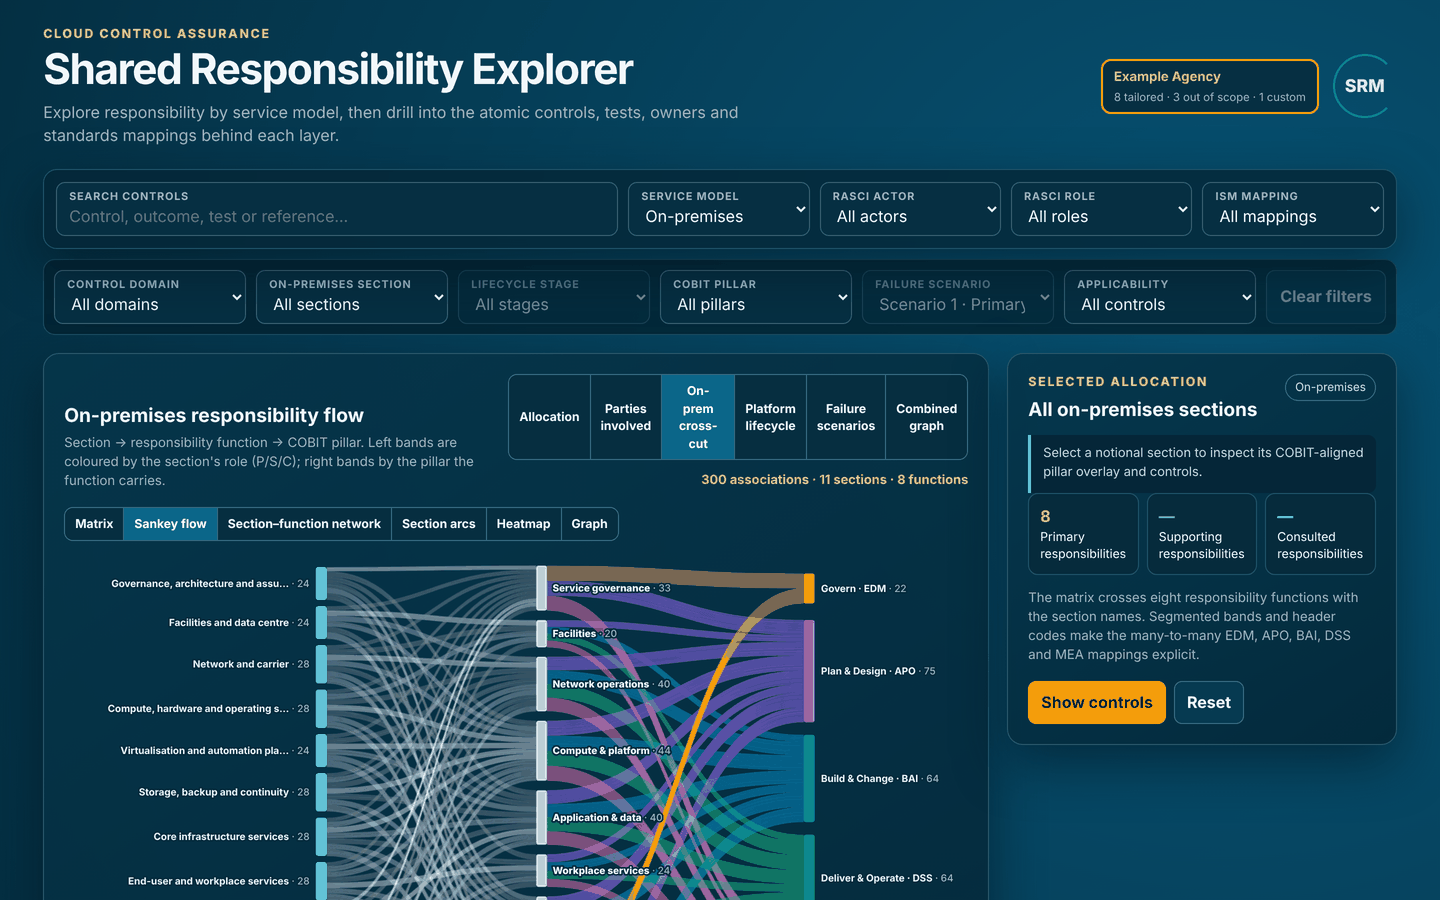 CLOUD CONTROL ASSURANCE
Shared Responsibility Explorer
Explore responsibility by service model, then drill into the atomic controls, tests, owners and
standards mappings behind each layer.
Example Agency
8 tailored · 3 out of scope · 1 custom
SRM
SEARCH CONTROLS
Control, outcome, test or reference...
SERVICE MODEL
On-premises
RASCI ACTOR
All actors
RASCI ROLE
All roles
ISM MAPPING
All mappings
CONTROL DOMAIN
All domains
ON-PREMISES SECTION
All sections
LIFECYCLE STAGE
All stages
COBIT PILLAR
All pillars
FAILURE SCENARIO
Scenario 1 · Primary
APPLICABILITY
All controls
Clear filters
On-premises responsibility flow
Section → responsibility function → COBIT pillar. Left bands are
coloured by the section's role (P/S/C); right bands by the pillar the
function carries.
Allocation
Parties
involved
On-
prem
cross-
cut
Platform
lifecycle
Failure
scenarios
Combined
graph
300 associations · 11 sections · 8 functions
Matrix
Sankey flow
Section–function network
Section arcs
Heatmap
Graph
Governance, architecture and assu... · 24
Facilities and data centre · 24
Network and carrier · 28
Compute, hardware and operating s... · 28
Virtualisation and automation pla... · 24
Storage, backup and continuity · 28
Core infrastructure services · 28
End-user and workplace services · 28
Service governance · 33
Facilities · 20
Network operations · 40
Compute & platform · 44
Application & data · 40
Workplace services · 24
Govern · EDM · 22
Plan & Design · APO · 75
Build & Change · BAI · 64
Deliver & Operate · DSS · 64
SELECTED ALLOCATION
All on-premises sections
On-premises
Select a notional section to inspect its COBIT-aligned
pillar overlay and controls.
8
Primary
responsibilities
—
Supporting
responsibilities
—
Consulted
responsibilities
The matrix crosses eight responsibility functions with
the section names. Segmented bands and header
codes make the many-to-many EDM, APO, BAI, DSS
and MEA mappings explicit.
Show controls
Reset